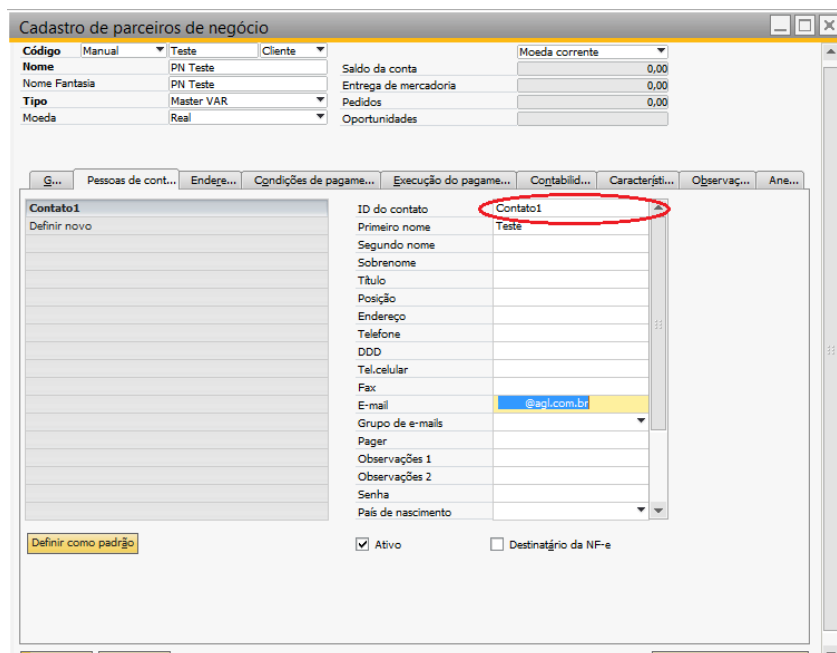 Cadastro de parceiros de negócio
Código Manual Teste Cliente Moeda corrente
Nome PN Teste Saldo da conta 0,00
Nome Fantasia PN Teste Entrega de mercadoria 0,00
Tipo Master VAR Pedidos 0,00
Moeda Real Oportunidades
G... Pessoas de cont... Endere... Condições de pagame... Execução do pagame... Contabilid... Característi... Observaç... Ane...
Contato1 ID do contato Contato1
Definir novo Primeiro nome Teste
Segundo nome
Sobrenome
Título
Posição
Endereço
Telefone
DDD
Tel.celular
Fax
E-mail @agl.com.br
Grupo de e-mails
Pager
Observações 1
Observações 2
Senha
País de nascimento
Definir como padrão Ativo Destinatário da NF-e